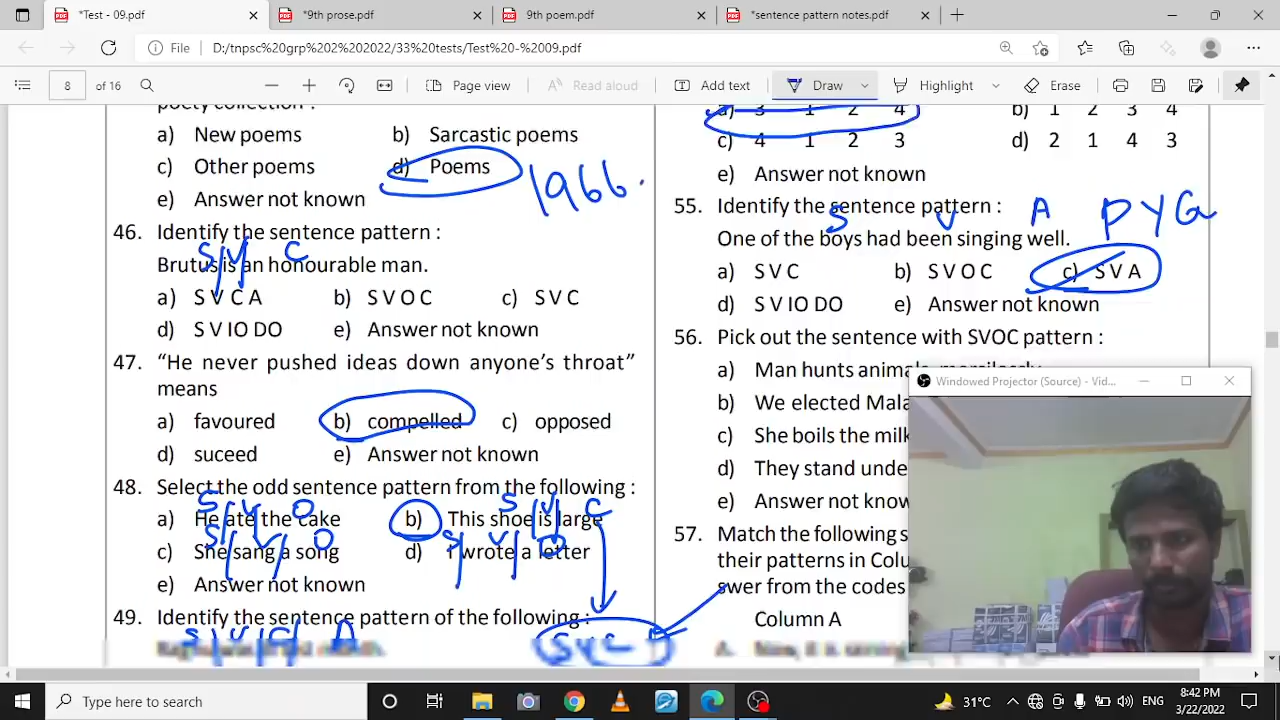 *Test - 09.pdf
*9th prose.pdf
9th poem.pdf
*sentence pattern notes.pdf
File D:/tnpsc%20grp%202%202022/33%20tests/Test%20-%2009.pdf
8 of 16
Page view
Read aloud
Add text
Draw
Highlight
Erase
poety collection :
a) New poems b) Sarcastic poems
c) Other poems d) Poems
1966.
e) Answer not known
46. Identify the sentence pattern :
S V C
Brutus is an honourable man.
a) S V C A b) S V O C c) S V C
d) S V IO DO e) Answer not known
47. “He never pushed ideas down anyone’s throat”
means
a) favoured b) compelled c) opposed
d) suceed e) Answer not known
48. Select the odd sentence pattern from the following :
S V O S V C
a) He ate the cake b) This shoe is large
S V O S V O
c) She sang a song d) I wrote a letter
e) Answer not known
49. Identify the sentence pattern of the following :
S V C A
SVC
a) 3 1 2 4 b) 1 2 3 4
c) 4 1 2 3 d) 2 1 4 3
e) Answer not known
55. Identify the sentence pattern :
S V A PYQ
One of the boys had been singing well.
a) S V C b) S V O C c) S V A
d) S V IO DO e) Answer not known
56. Pick out the sentence with SVOC pattern :
a) Man hunts animals mercilessly
b) We elected Mala
c) She boils the milk
d) They stand unde
e) Answer not know
57. Match the following s
their patterns in Colu
swer from the codes
Column A
Windowed Projector (Source) - Vid...
Type here to search
31°C
ENG
8:42 PM
3/22/2022